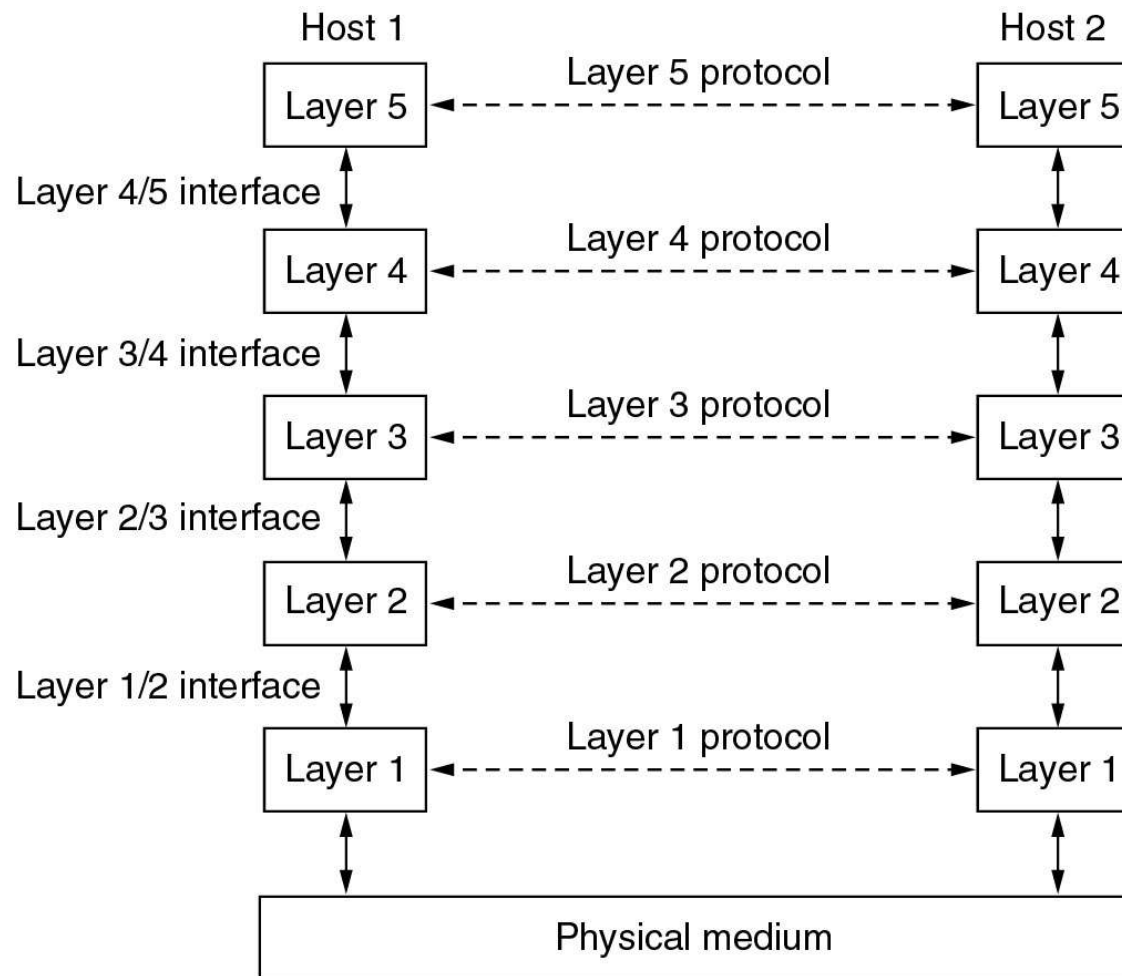 Host 1
Host 2
Layer 5 protocol
Layer 5
Layer 5
Layer 4/5 interface
Layer 4 protocol
Layer 4
Layer 4
Layer 3/4 interface
Layer 3 protocol
Layer 3
Layer 3
Layer 2/3 interface
Layer 2 protocol
Layer 2
Layer 2
Layer 1/2 interface
Layer 1 protocol
Layer 1
Layer 1
Physical medium